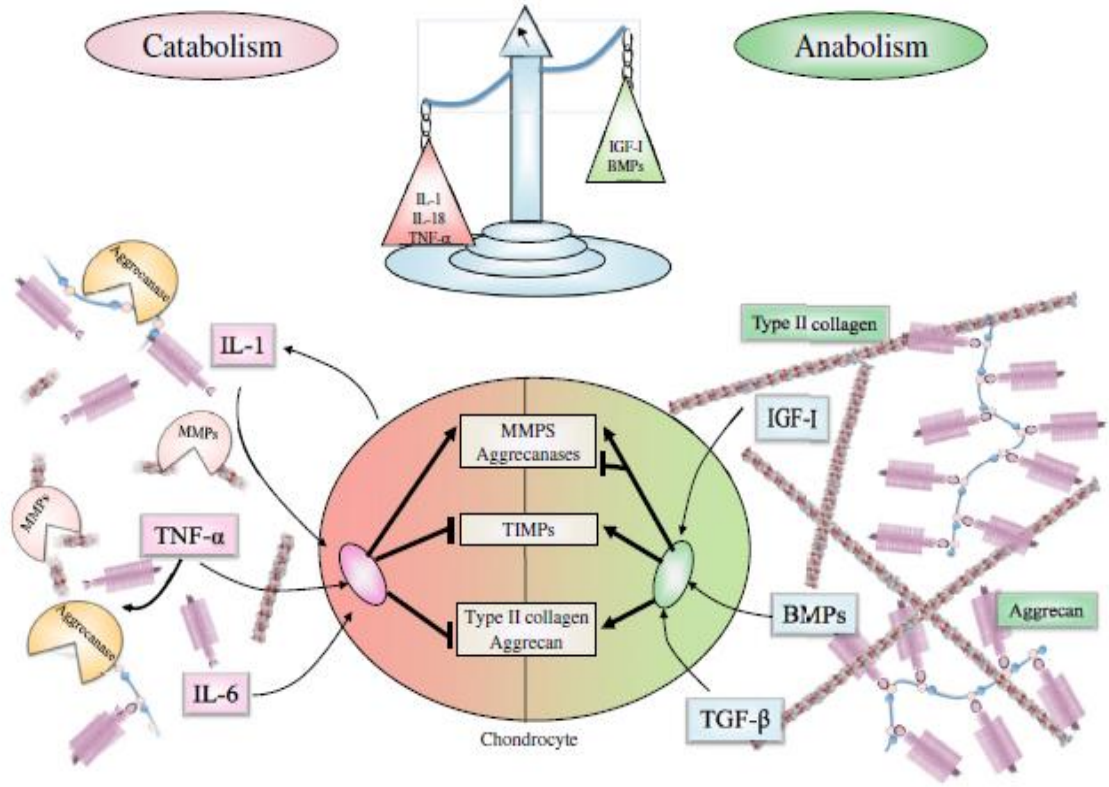 Catabolism
Anabolism
IGF-I
BMPs
IL-1
IL-18
TNF-α
Aggrecanase
IL-1
Type II collagen
IGF-I
MMPs
MMPS
Aggrecanases
MMPs
TNF-α
TIMPs
Aggrecanase
Type II collagen
Aggrecan
BMPs
Aggrecan
IL-6
TGF-β
Chondrocyte